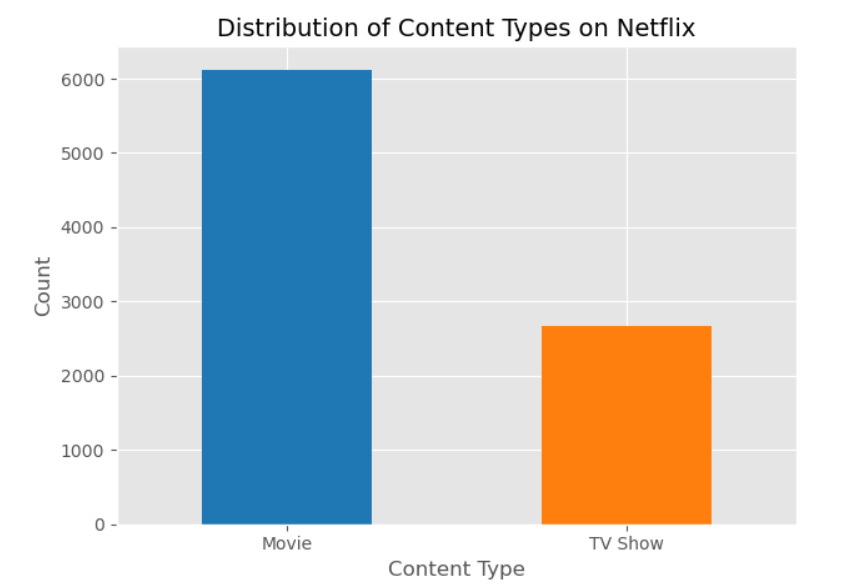 Distribution of Content Types on Netflix
6000
5000
4000
3000
2000
1000
0
Count
Movie
TV Show
Content Type